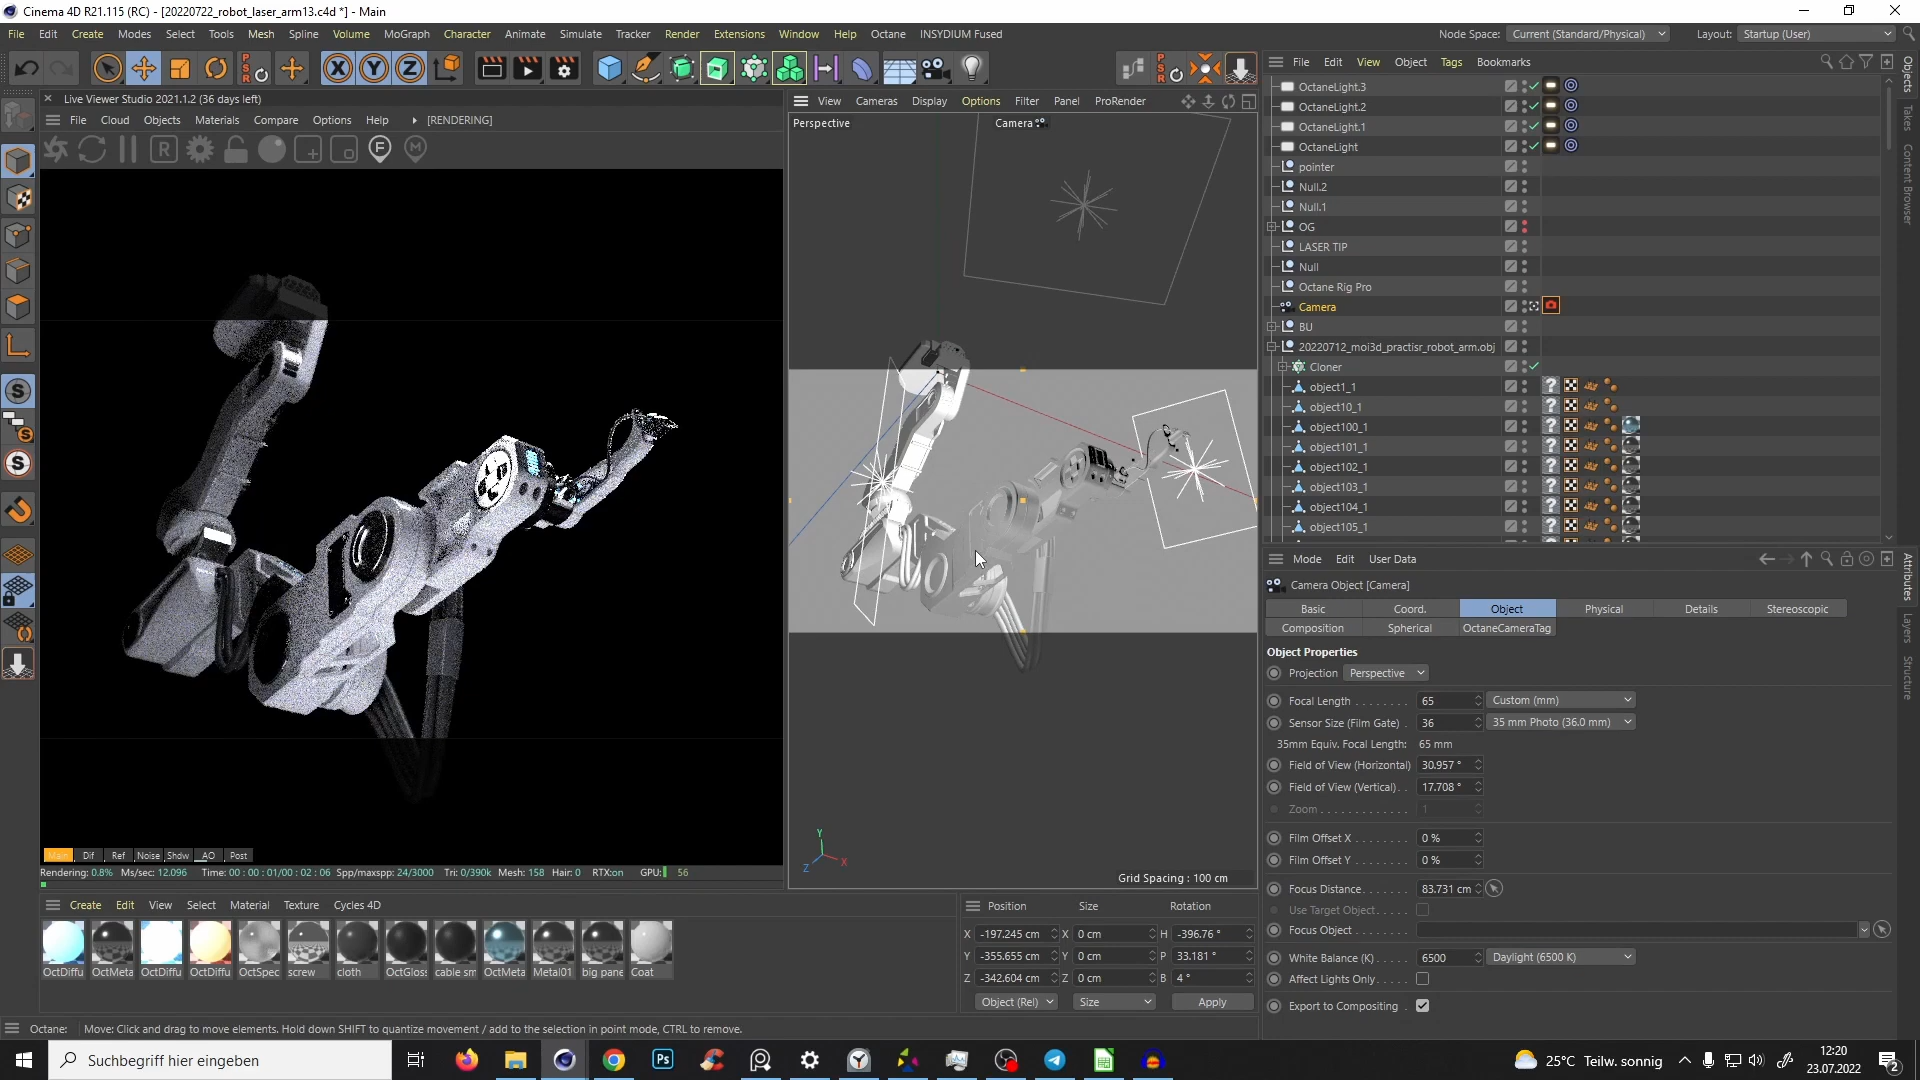 Cinema 4D R21.115 (RC) - [20220722_robot_laser_arm13.c4d *] - Main
File Edit Create Modes Select Tools Mesh Spline Volume MoGraph Character Animate Simulate Tracker Render Extensions Window Help Octane INSYDIUM Fused
Node Space: Current (Standard/Physical) Layout: Startup (User)
Live Viewer Studio 2021.1.2 (36 days left)
File Cloud Objects Materials Compare Options Help [RENDERING]
View Cameras Display Options Filter Panel ProRender
Perspective
Camera
Grid Spacing : 100 cm
Main Dif Ref Noise Shdw AO Post
Rendering: 0.8% Ms/sec: 12.096 Time: 00 : 00 : 01/00 : 02 : 06 Spp/maxspp: 24/3000 Tri: 0/390k Mesh: 158 Hair: 0 RTX:on GPU: 56
Create Edit View Select Material Texture Cycles 4D
OctDiffu OctMeta OctDiffu OctDiffu OctSpec screw cloth OctGloss cable sm OctMeta Metal01 big pane Coat
Position Size Rotation
X -197.245 cm X 0 cm H -396.76 °
Y -355.655 cm Y 0 cm P 33.181 °
Z -342.604 cm Z 0 cm B 4 °
Object (Rel) Size Apply
Octane: Move: Click and drag to move elements. Hold down SHIFT to quantize movement / add to the selection in point mode, CTRL to remove.
File Edit View Object Tags Bookmarks
OctaneLight.3
OctaneLight.2
OctaneLight.1
OctaneLight
pointer
Null.2
Null.1
OG
LASER TIP
Null
Octane Rig Pro
Camera
BU
20220712_moi3d_practisr_robot_arm.obj
Cloner
object1_1
object10_1
object100_1
object101_1
object102_1
object103_1
object104_1
object105_1
Objects
Takes
Content Browser
Mode Edit User Data
Camera Object [Camera]
Basic Coord. Object Physical Details Stereoscopic
Composition Spherical OctaneCameraTag
Object Properties
Projection Perspective
Focal Length 65 Custom (mm)
Sensor Size (Film Gate) 36 35 mm Photo (36.0 mm)
35mm Equiv. Focal Length: 65 mm
Field of View (Horizontal) 30.957 °
Field of View (Vertical) 17.708 °
Zoom 1
Film Offset X 0 %
Film Offset Y 0 %
Focus Distance 83.731 cm
Use Target Object
Focus Object
White Balance (K) 6500 Daylight (6500 K)
Affect Lights Only
Export to Compositing
Attributes
Layers
Structure
Suchbegriff hier eingeben
25°C Teilw. sonnig
12:20
23.07.2022